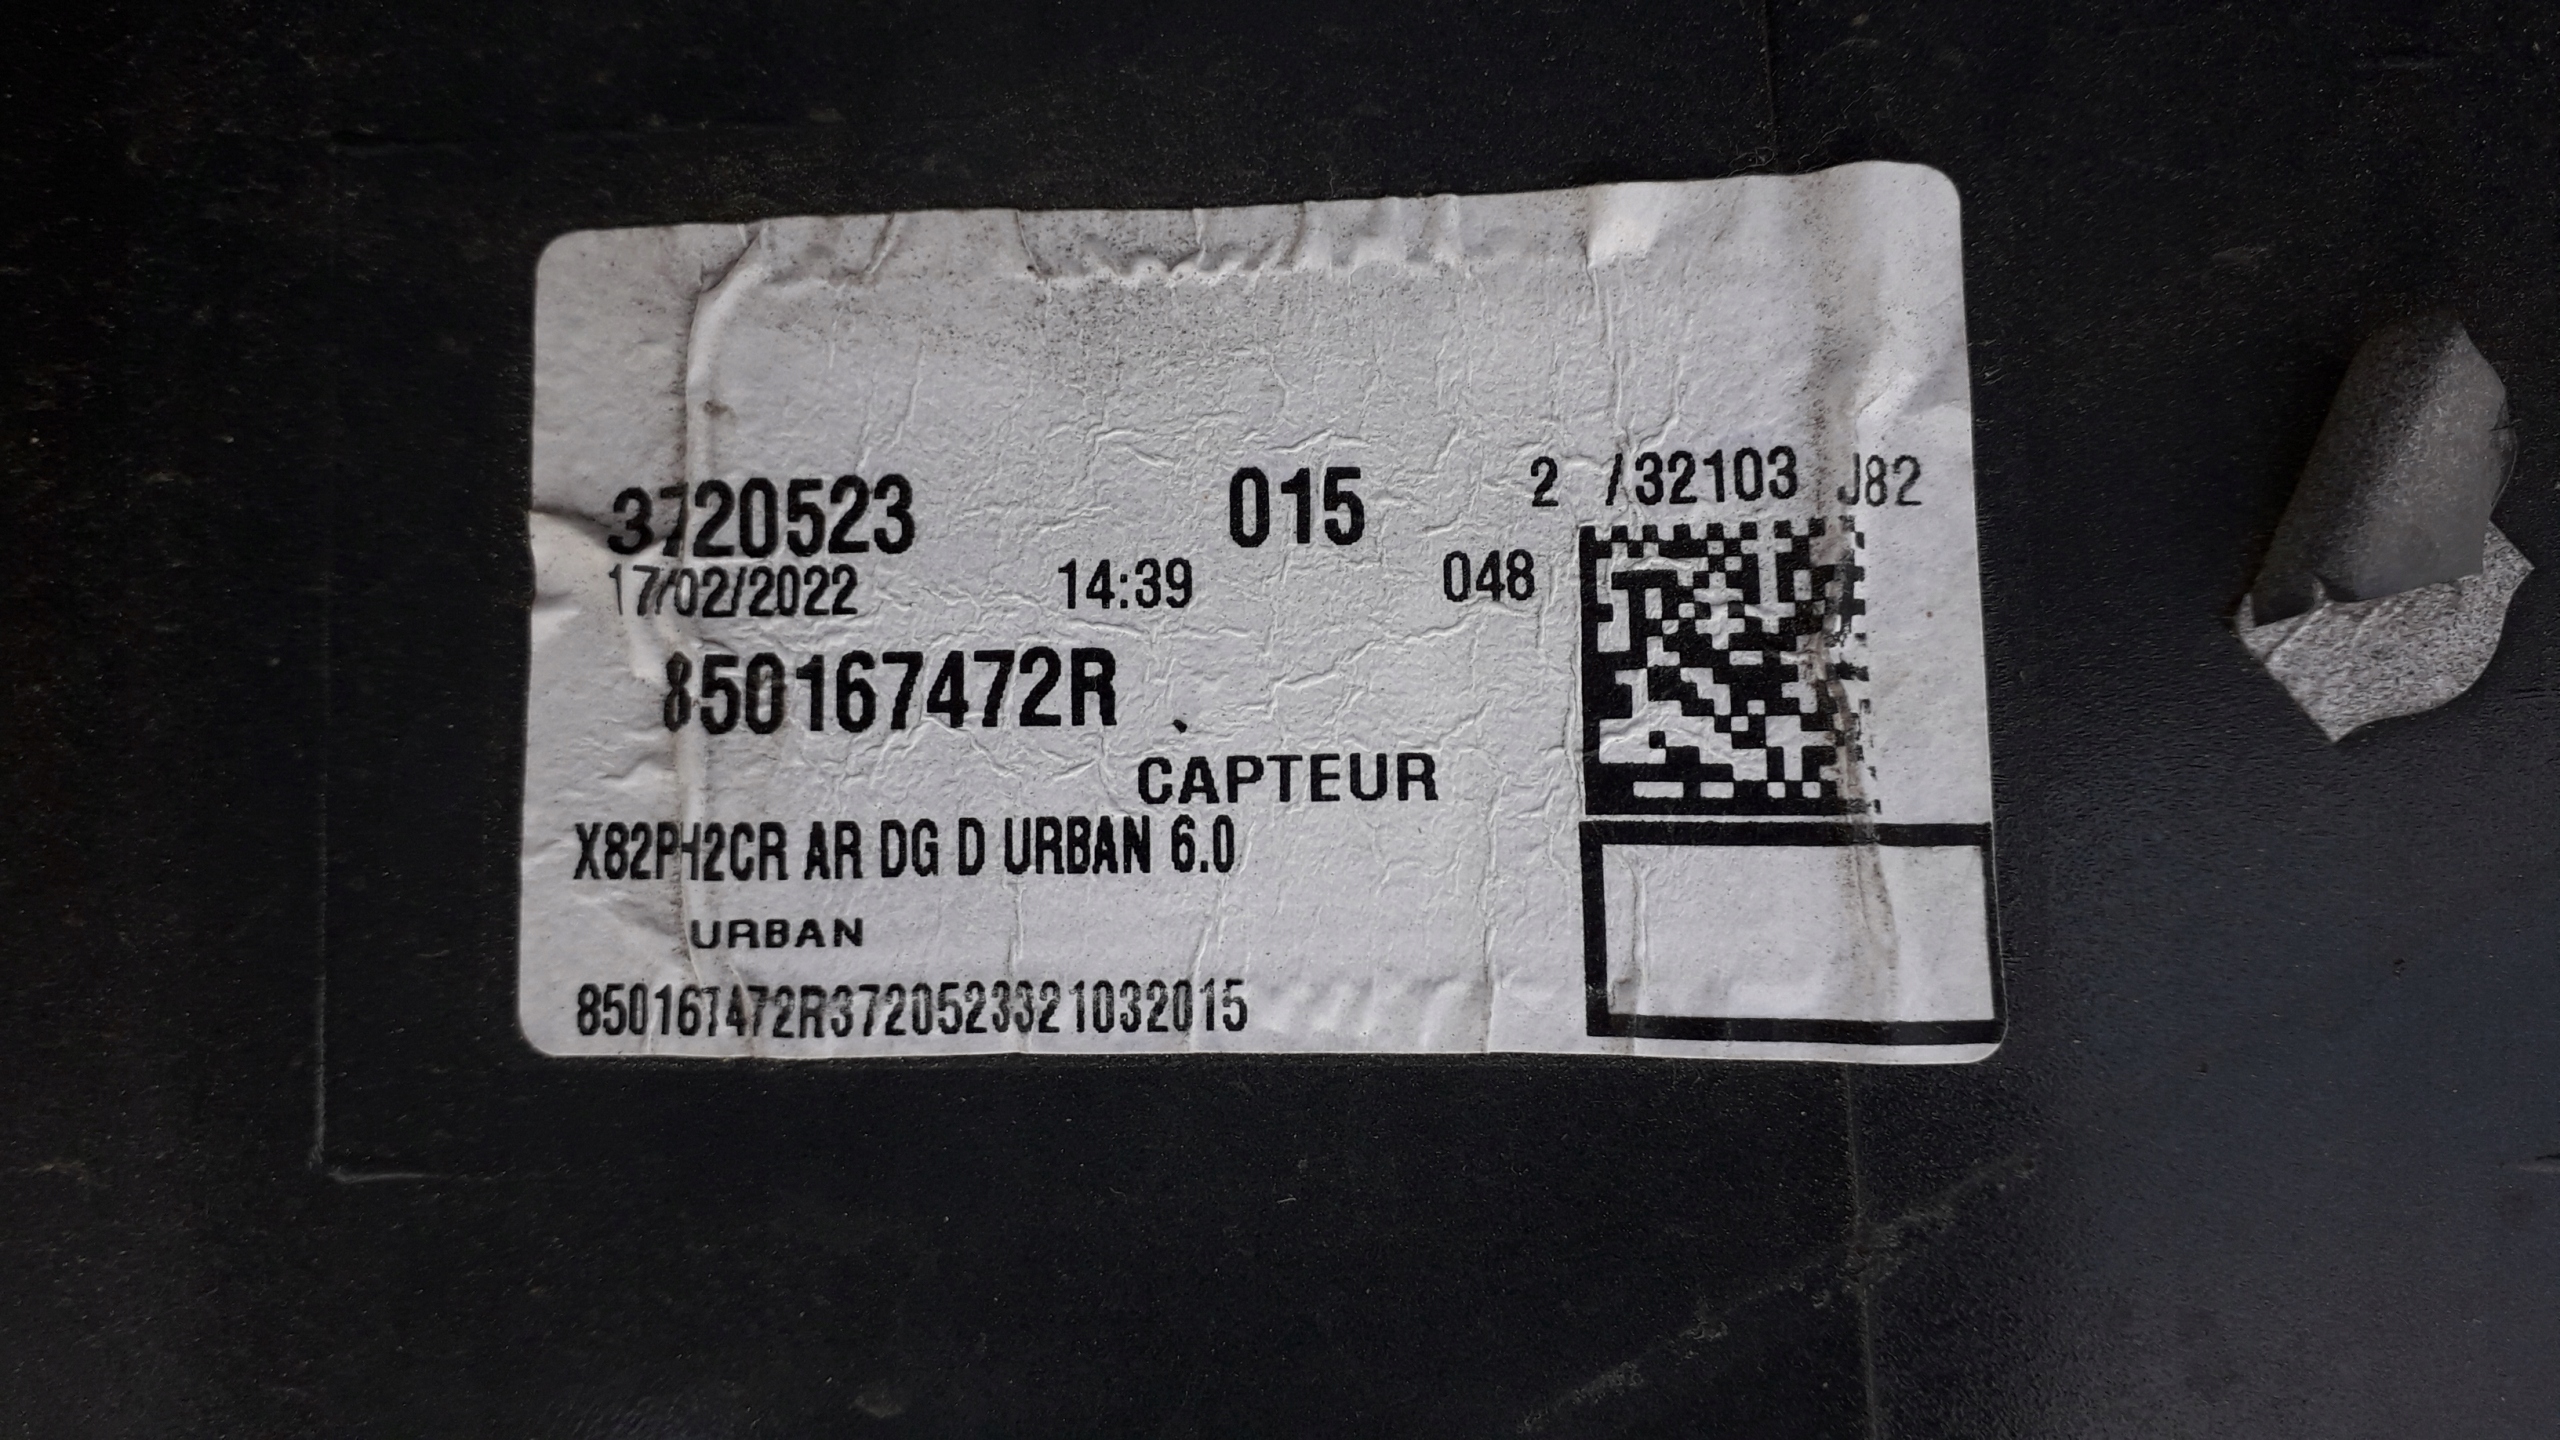 3720523 015 2 /32103 J82
17/02/2022 14:39 048
850167472R
CAPTEUR
X82PH2CR AR DG D URBAN 6.0
URBAN
850167472R3720523321032015